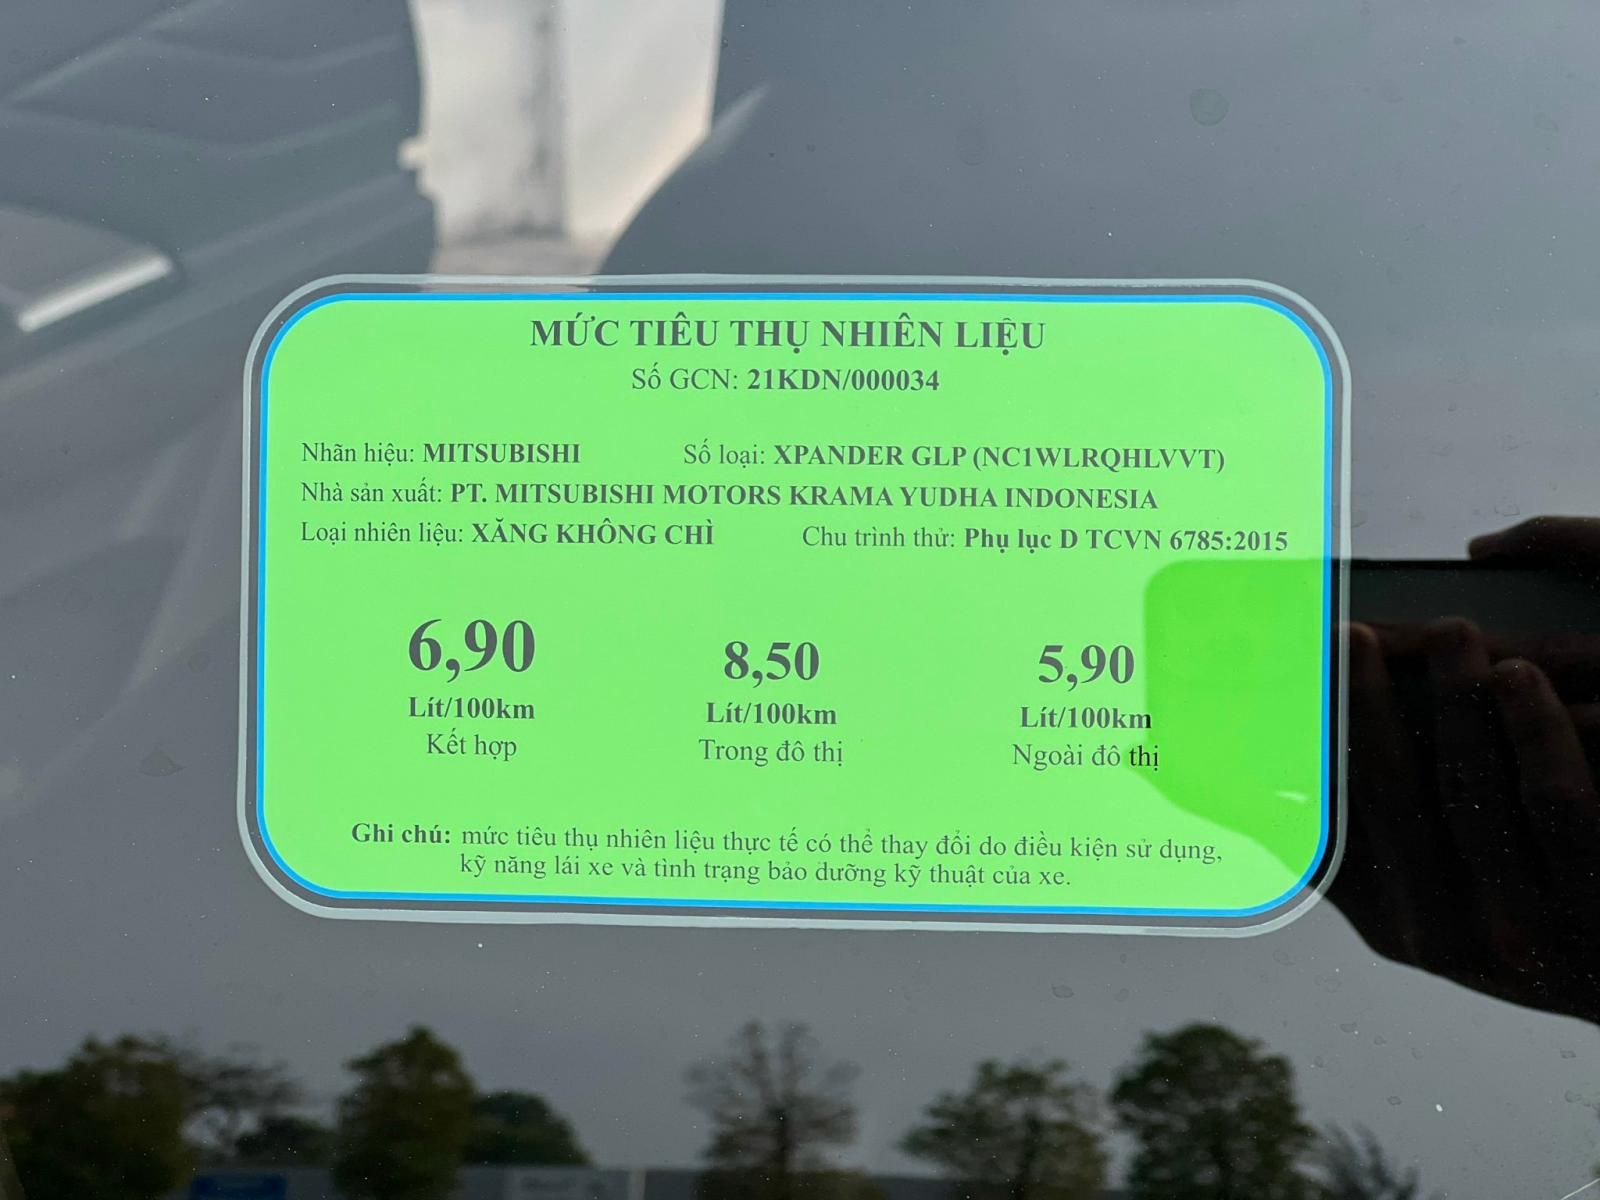 MỨC TIÊU THỤ NHIÊN LIỆU
Số GCN: 21KDN/000034
Nhãn hiệu: MITSUBISHI Số loại: XPANDER GLP (NC1WLRQHLVVT)
Nhà sản xuất: PT. MITSUBISHI MOTORS KRAMA YUDHA INDONESIA
Loại nhiên liệu: XĂNG KHÔNG CHÌ Chu trình thử: Phụ lục D TCVN 6785:2015
6,90 8,50 5,90
Lít/100km Lít/100km Lít/100km
Kết hợp Trong đô thị Ngoài đô thị
Ghi chú: mức tiêu thụ nhiên liệu thực tế có thể thay đổi do điều kiện sử dụng,
kỹ năng lái xe và tình trạng bảo dưỡng kỹ thuật của xe.